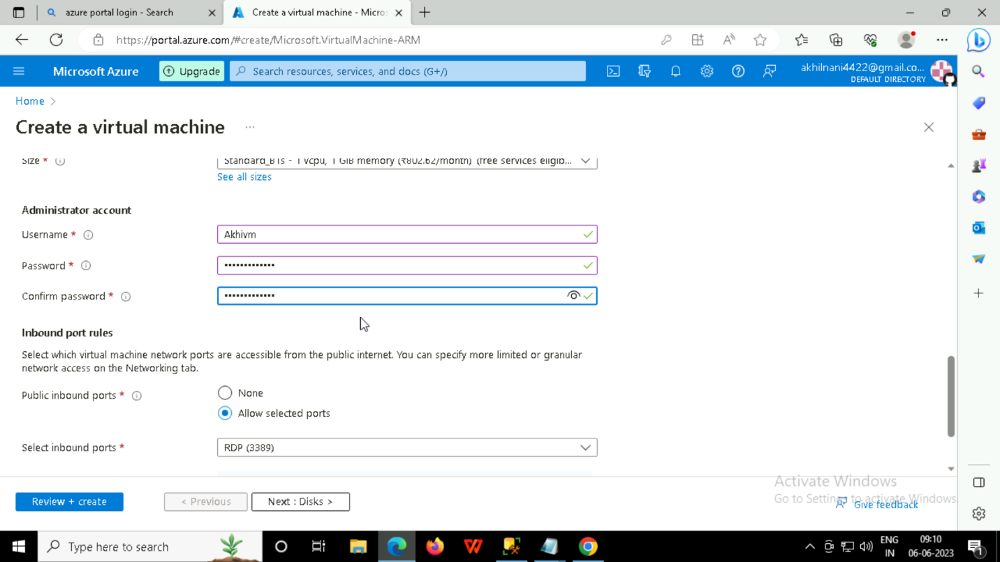 azure portal login - Search
Create a virtual machine - Micros
https://portal.azure.com/#create/Microsoft.VirtualMachine-ARM
Microsoft Azure
Upgrade
Search resources, services, and docs (G+/)
akhilnani4422@gmail.co...
DEFAULT DIRECTORY
Home
Create a virtual machine
Size *
Standard_B1s - 1 vcpu, 1 GiB memory (₹802.62/month) (free services eligib...
See all sizes
Administrator account
Username *
Akhivm
Password *
•••••••••••••
Confirm password *
•••••••••••••
Inbound port rules
Select which virtual machine network ports are accessible from the public internet. You can specify more limited or granular
network access on the Networking tab.
Public inbound ports *
None
Allow selected ports
Select inbound ports *
RDP (3389)
Activate Windows
Go to Settings to activate Windows.
Review + create
< Previous
Next : Disks >
Give feedback
Type here to search
ENG
IN
09:10
06-06-2023
1